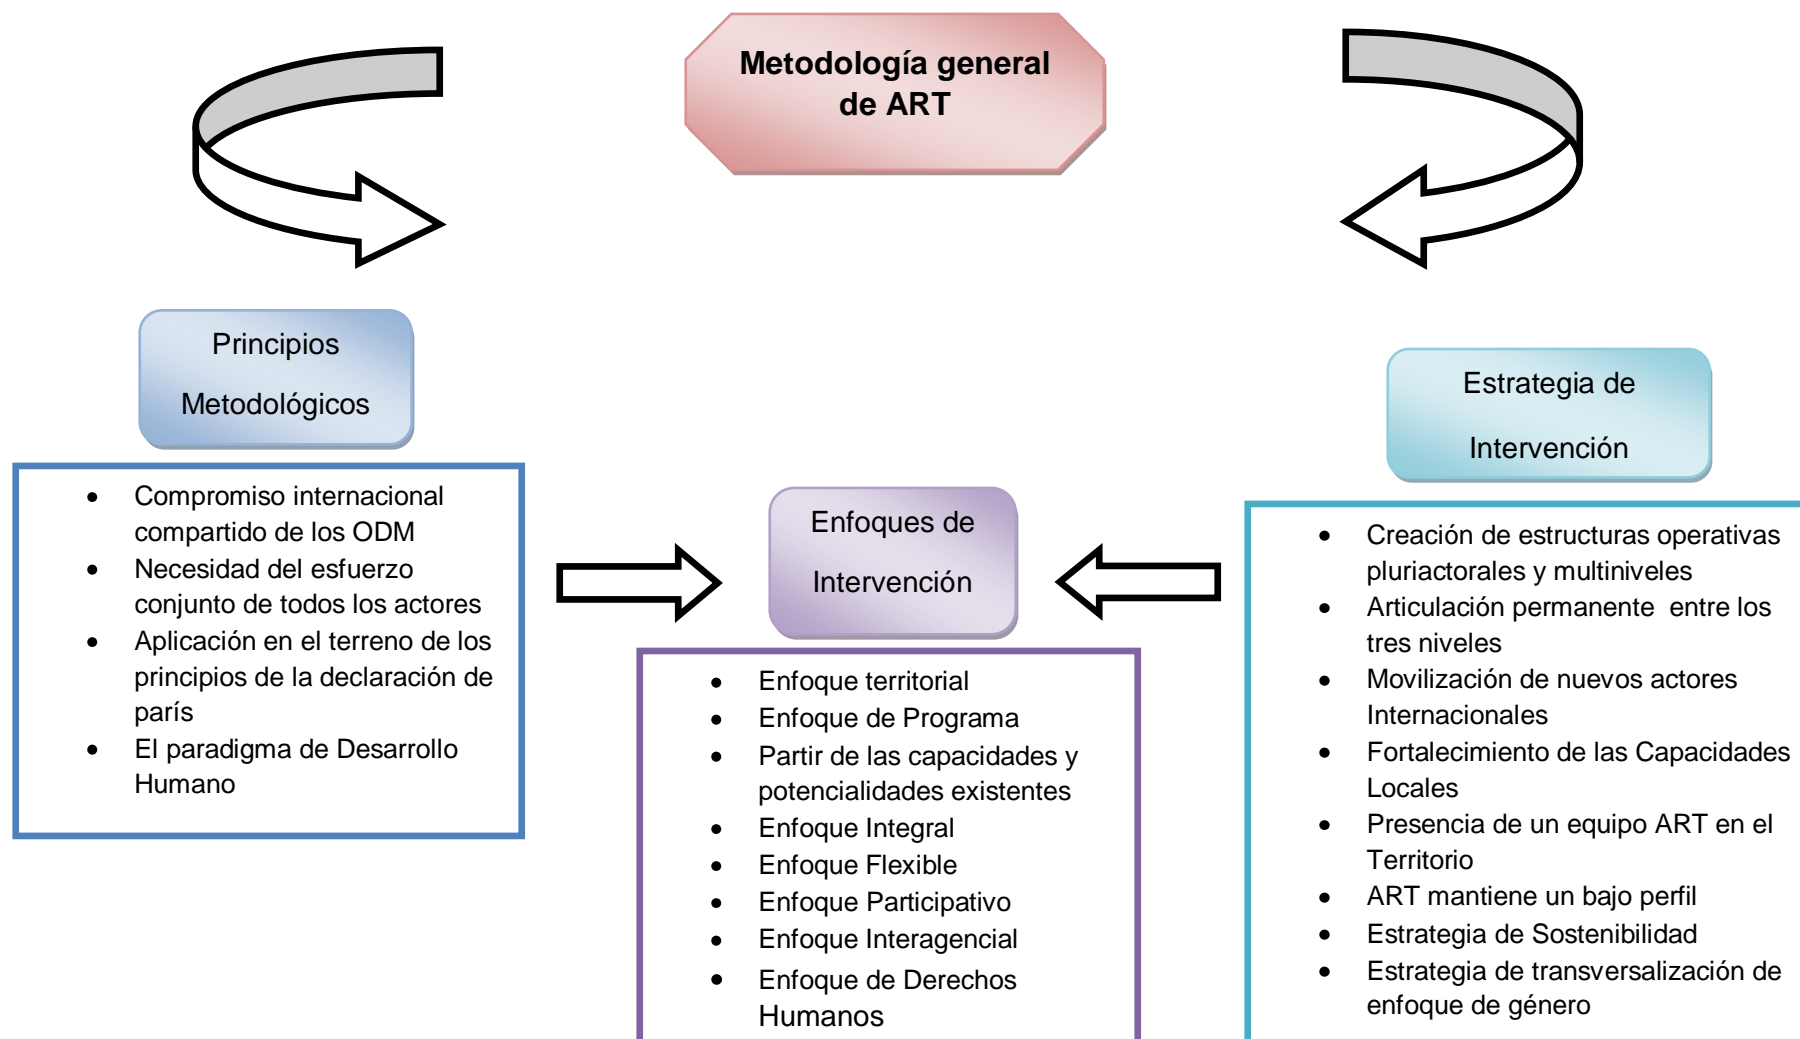 Metodología general
de ART
Principios
Metodológicos
• Compromiso internacional
compartido de los ODM
• Necesidad del esfuerzo
conjunto de todos los actores
• Aplicación en el terreno de los
principios de la declaración de
parís
• El paradigma de Desarrollo
Humano
Enfoques de
Intervención
• Enfoque territorial
• Enfoque de Programa
• Partir de las capacidades y
potencialidades existentes
• Enfoque Integral
• Enfoque Flexible
• Enfoque Participativo
• Enfoque Interagencial
• Enfoque de Derechos
Humanos
Estrategia de
Intervención
• Creación de estructuras operativas
pluriactorales y multiniveles
• Articulación permanente  entre los
tres niveles
• Movilización de nuevos actores
Internacionales
• Fortalecimiento de las Capacidades
Locales
• Presencia de un equipo ART en el
Territorio
• ART mantiene un bajo perfil
• Estrategia de Sostenibilidad
• Estrategia de transversalización de
enfoque de género